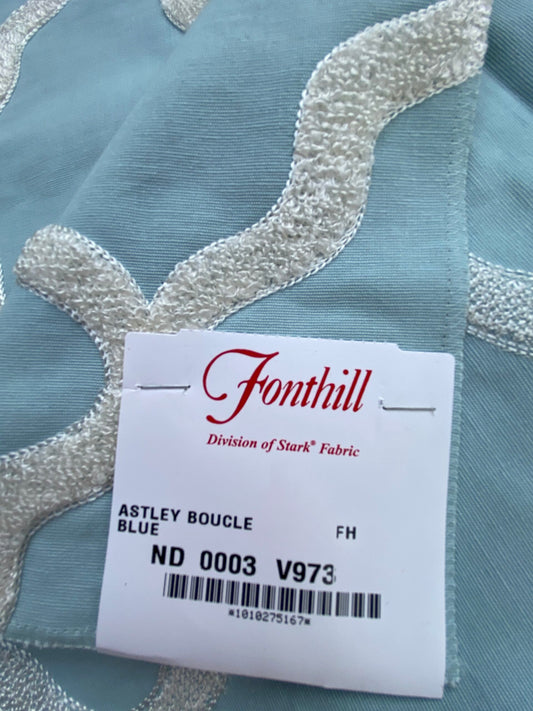 Fonthill
Division of Stark® Fabric
ASTLEY BOUCLE
BLUE FH
ND 0003 V973
*1010275167*